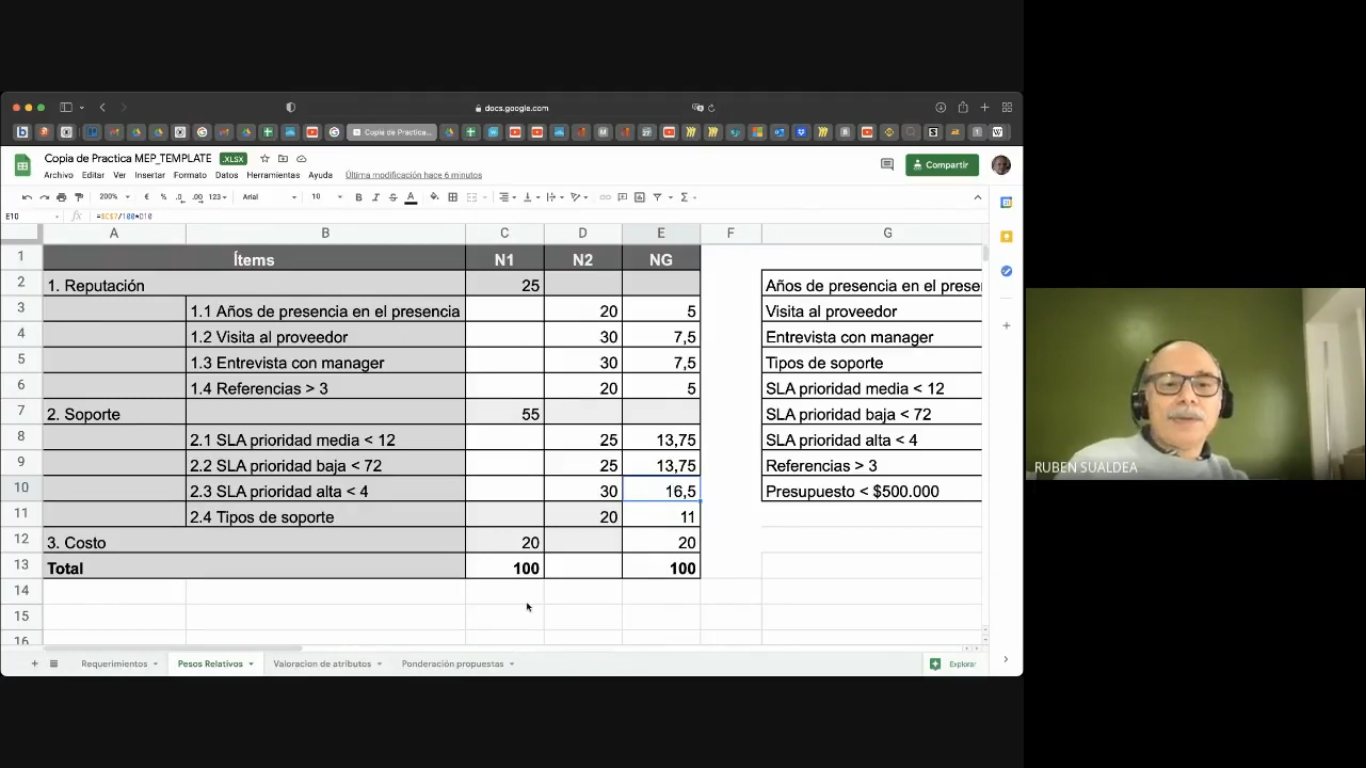 docs.google.com
Copia de Practica...
Copia de Practica MEP_TEMPLATE .XLSX
Compartir
Archivo Editar Ver Insertar Formato Datos Herramientas Ayuda Última modificación hace 6 minutos
200% € % .0 .00 123 Arial 10 B I S A
E10 fx =$C$7/100*D10
A B C D E F G
1 Ítems N1 N2 NG
2 1. Reputación 25 Años de presencia en el prese
3 1.1 Años de presencia en el presencia 20 5 Visita al proveedor
4 1.2 Visita al proveedor 30 7,5 Entrevista con manager
5 1.3 Entrevista con manager 30 7,5 Tipos de soporte
6 1.4 Referencias > 3 20 5 SLA prioridad media < 12
7 2. Soporte 55 SLA prioridad baja < 72
8 2.1 SLA prioridad media < 12 25 13,75 SLA prioridad alta < 4
9 2.2 SLA prioridad baja < 72 25 13,75 Referencias > 3
10 2.3 SLA prioridad alta < 4 30 16,5 Presupuesto < $500.000
11 2.4 Tipos de soporte 20 11
12 3. Costo 20 20
13 Total 100 100
14
15
16
Requerimientos Pesos Relativos Valoracion de atributos Ponderación propuestas Explorar
RUBEN SUALDEA